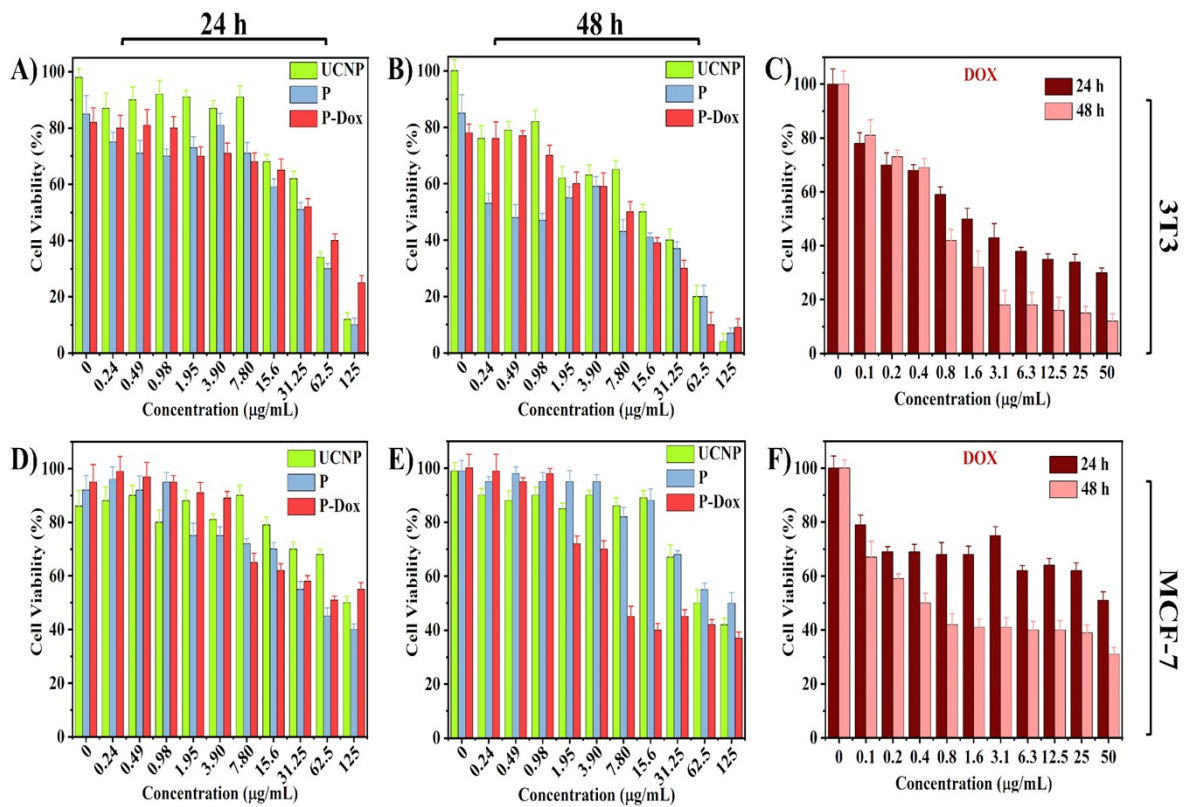 24 h
48 h
A)
UCNP
P
P-Dox
Cell Viability (%)
100
80
60
40
20
0
0
0.24
0.49
0.98
1.95
3.90
7.80
15.6
31.25
62.5
125
Concentration (µg/mL)
B)
UCNP
P
P-Dox
Cell Viability (%)
100
80
60
40
20
0
0
0.24
0.49
0.98
1.95
3.90
7.80
15.6
31.25
62.5
125
Concentration (µg/mL)
C)
DOX
24 h
48 h
Cell Viability (%)
100
80
60
40
20
0
0 0.1 0.2 0.4 0.8 1.6 3.1 6.3 12.5 25 50
Concentration (µg/mL)
3T3
D)
UCNP
P
P-Dox
Cell Viability (%)
100
80
60
40
20
0
0
0.24
0.49
0.98
1.95
3.90
7.80
15.6
31.25
62.5
125
Concentration (µg/mL)
E)
UCNP
P
P-Dox
Cell Viability (%)
100
80
60
40
20
0
0
0.24
0.49
0.98
1.95
3.90
7.80
15.6
31.25
62.5
125
Concentration (µg/mL)
F)
DOX
24 h
48 h
Cell Viability (%)
100
80
60
40
20
0
0 0.1 0.2 0.4 0.8 1.6 3.1 6.3 12.5 25 50
Concentration (µg/mL)
MCF-7